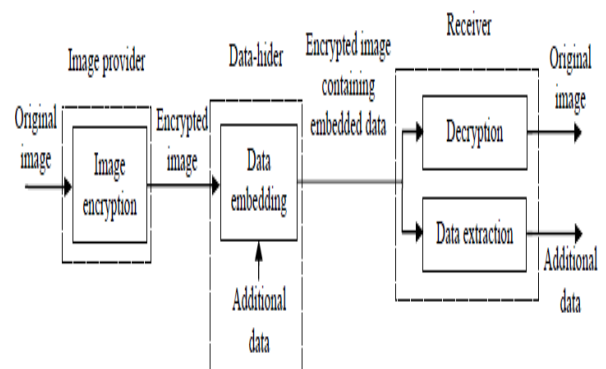 Image provider
Data-hider
Encrypted image
containing
embedded data
Receiver
Original
image
Original
image
Image
encryption
Encrypted
image
Data
embedding
Additional
data
Decryption
Data extraction
Additional
data